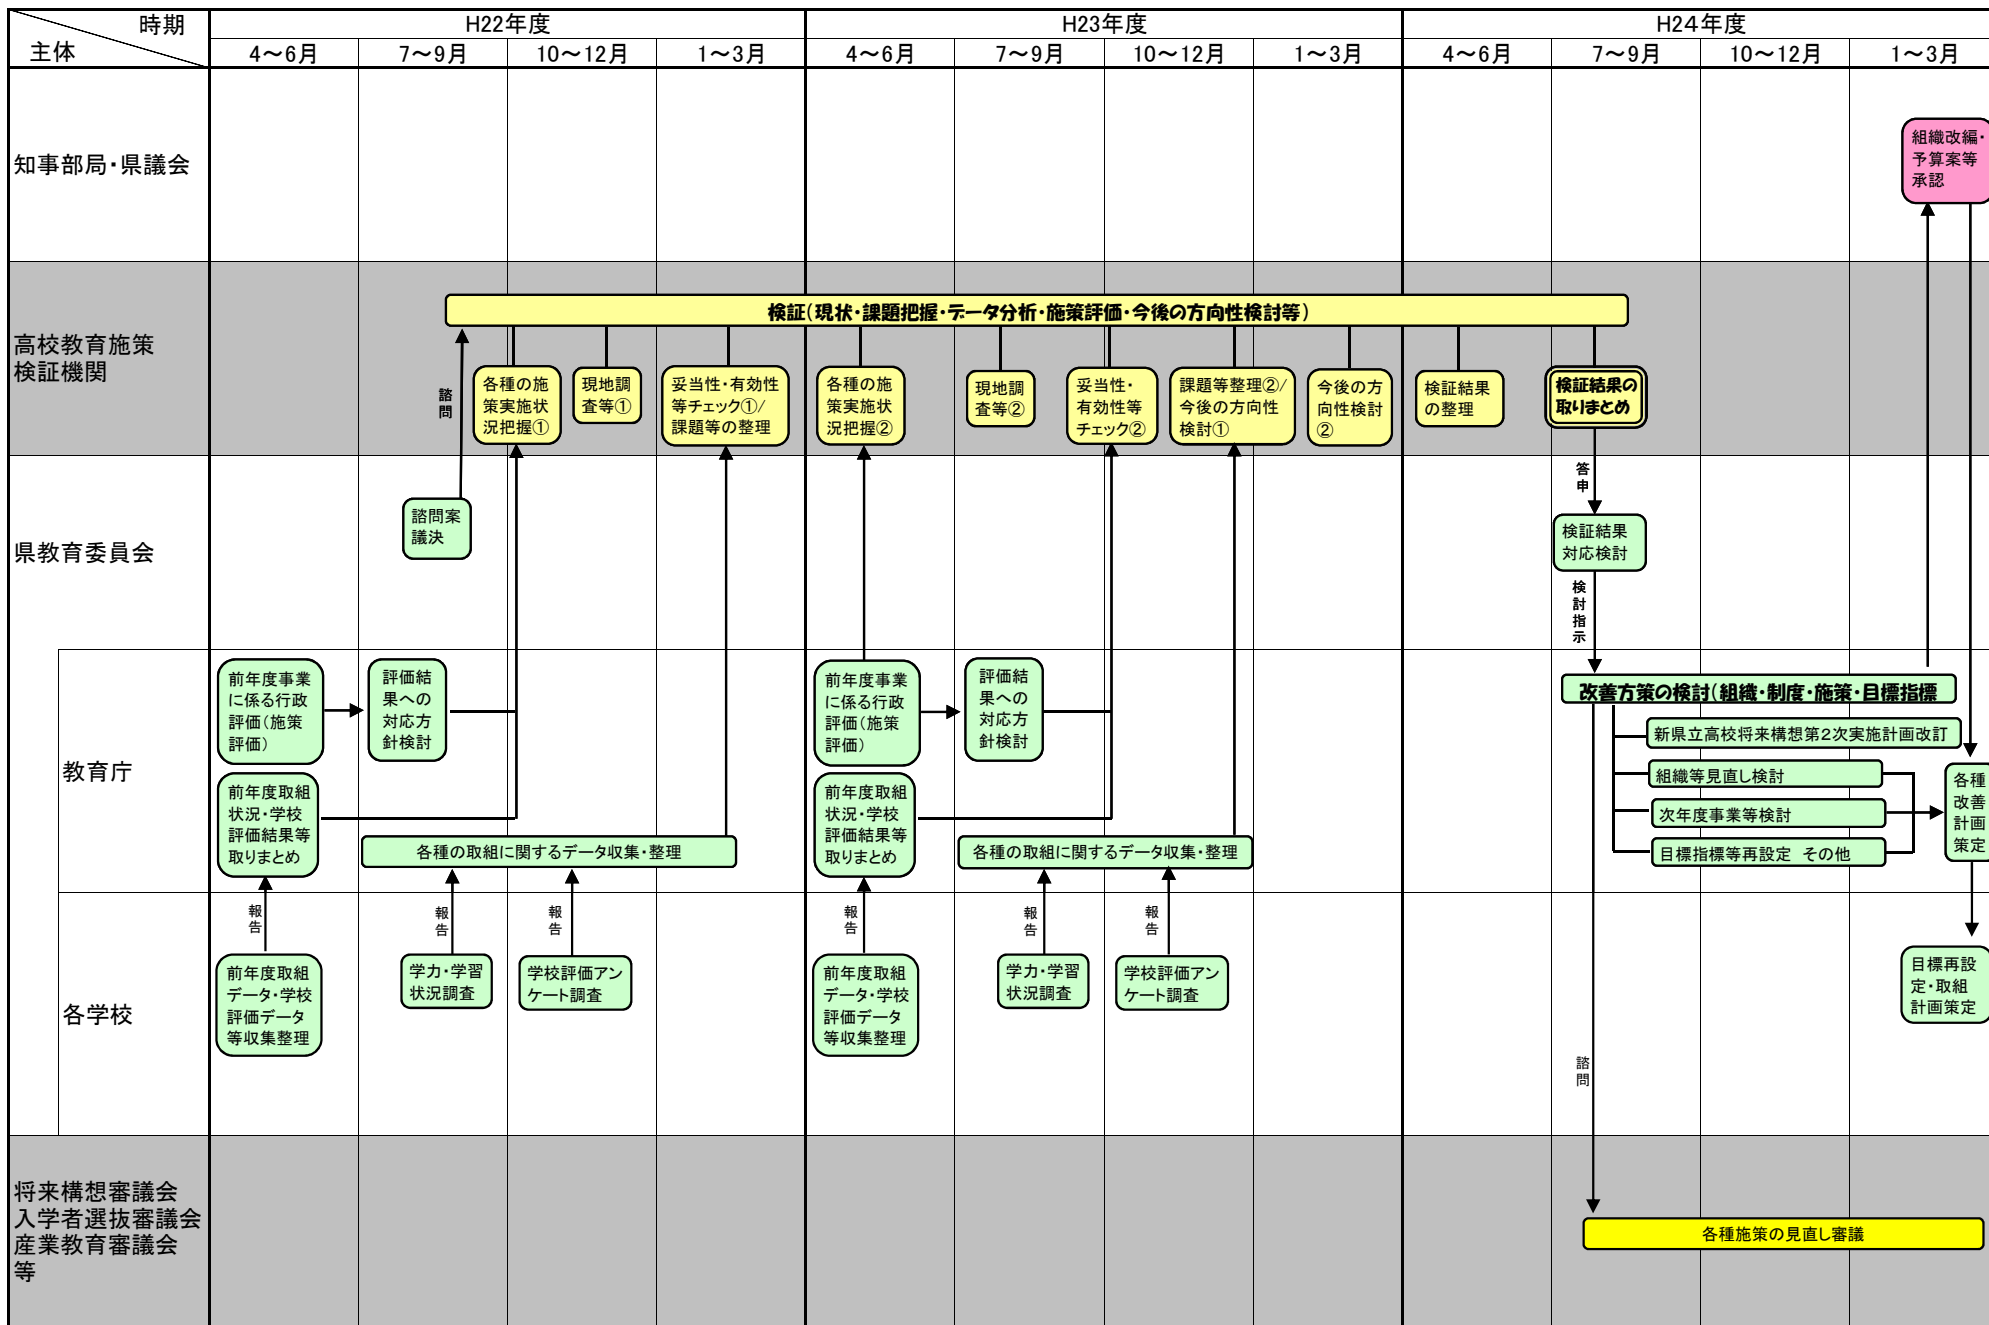 時期
主体
H22年度
H23年度
H24年度
4～6月
7～9月
10～12月
1～3月
4～6月
7～9月
10～12月
1～3月
4～6月
7～9月
10～12月
1～3月
知事部局・県議会
組織改編・
予算案等
承認
高校教育施策
検証機関
検証（現状・課題把握・データ分析・施策評価・今後の方向性検討等）
諮問
各種の施
策実施状
況把握①
現地調
査等①
妥当性・有効性
等チェック①/
課題等の整理
各種の施
策実施状
況把握②
現地調
査等②
妥当性・
有効性等
チェック②
課題等整理②/
今後の方向性
検討①
今後の方
向性検討
②
検証結果
の整理
検証結果の
取りまとめ
県教育委員会
諮問案
議決
答申
検証結果
対応検討
検討指示
教育庁
前年度事業
に係る行政
評価（施策
評価）
評価結
果への
対応方
針検討
前年度取組
状況・学校
評価結果等
取りまとめ
各種の取組に関するデータ収集・整理
前年度事業
に係る行政
評価（施策
評価）
評価結
果への
対応方
針検討
前年度取組
状況・学校
評価結果等
取りまとめ
各種の取組に関するデータ収集・整理
改善方策の検討（組織・制度・施策・目標指標
新県立高校将来構想第2次実施計画改訂
組織等見直し検討
次年度事業等検討
目標指標等再設定　その他
各種
改善
計画
策定
各学校
報告
報告
報告
報告
報告
報告
前年度取組
データ・学校
評価データ
等収集整理
学力・学習
状況調査
学校評価アン
ケート調査
前年度取組
データ・学校
評価データ
等収集整理
学力・学習
状況調査
学校評価アン
ケート調査
目標再設
定・取組
計画策定
諮問
将来構想審議会
入学者選抜審議会
産業教育審議会
等
各種施策の見直し審議